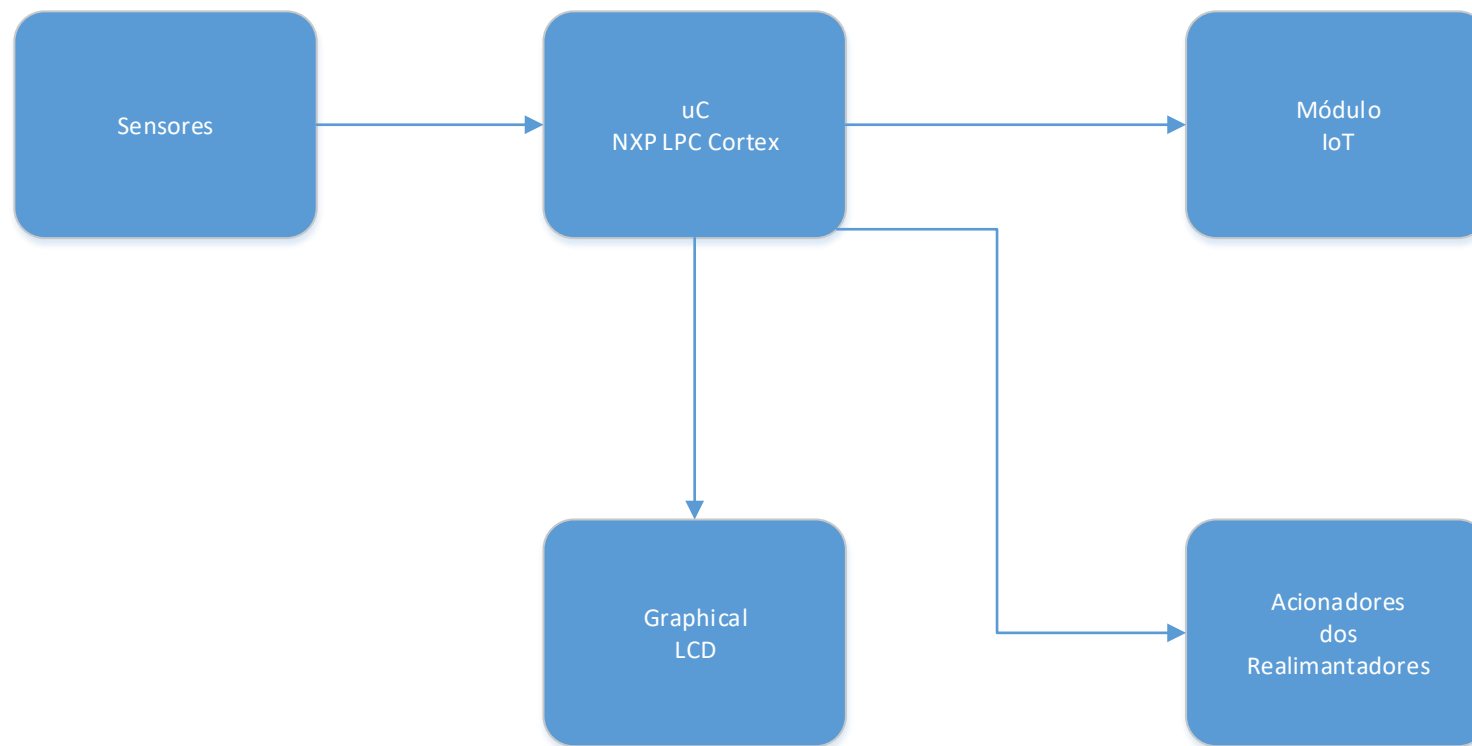 Sensores
uC
NXP LPC Cortex
Módulo
IoT
Graphical
LCD
Acionadores
dos
Realimantadores